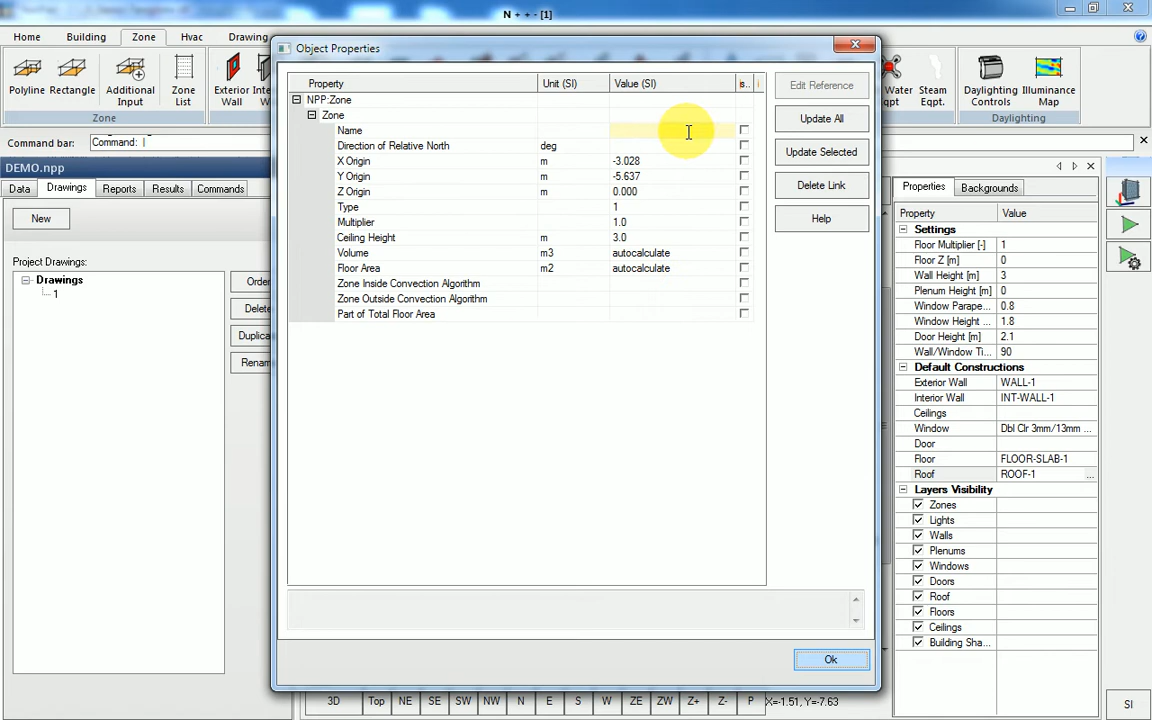 N + + - [1]
Home Building Zone Hvac Drawing
Polyline Rectangle Additional Input Zone List Exterior Wall Water Eqpt Steam Eqpt. Daylighting Controls Illuminance Map
Zone Daylighting
Command bar: Command:
DEMO.npp
Data Drawings Reports Results Commands
New
Project Drawings:
Drawings
1
Order
Delete
Duplica
Renam
Object Properties
Property Unit (SI) Value (SI) s..
NPP:Zone
Zone
Name
Direction of Relative North deg
X Origin m -3.028
Y Origin m -5.637
Z Origin m 0.000
Type 1
Multiplier 1.0
Ceiling Height m 3.0
Volume m3 autocalculate
Floor Area m2 autocalculate
Zone Inside Convection Algorithm
Zone Outside Convection Algorithm
Part of Total Floor Area
Edit Reference
Update All
Update Selected
Delete Link
Help
Ok
Properties Backgrounds
Property Value
Settings
Floor Multiplier [-] 1
Floor Z [m] 0
Wall Height [m] 3
Plenum Height [m] 0
Window Parape... 0.8
Window Height ... 1.8
Door Height [m] 2.1
Wall/Window Ti... 90
Default Constructions
Exterior Wall WALL-1
Interior Wall INT-WALL-1
Ceilings
Window Dbl Clr 3mm/13mm ...
Door
Floor FLOOR-SLAB-1
Roof ROOF-1 ...
Layers Visibility
Zones
Lights
Walls
Plenums
Windows
Doors
Roof
Floors
Ceilings
Building Sha...
3D Top NE SE SW NW N E S W ZE ZW Z+ Z- P X=-1.51, Y=-7.63 SI